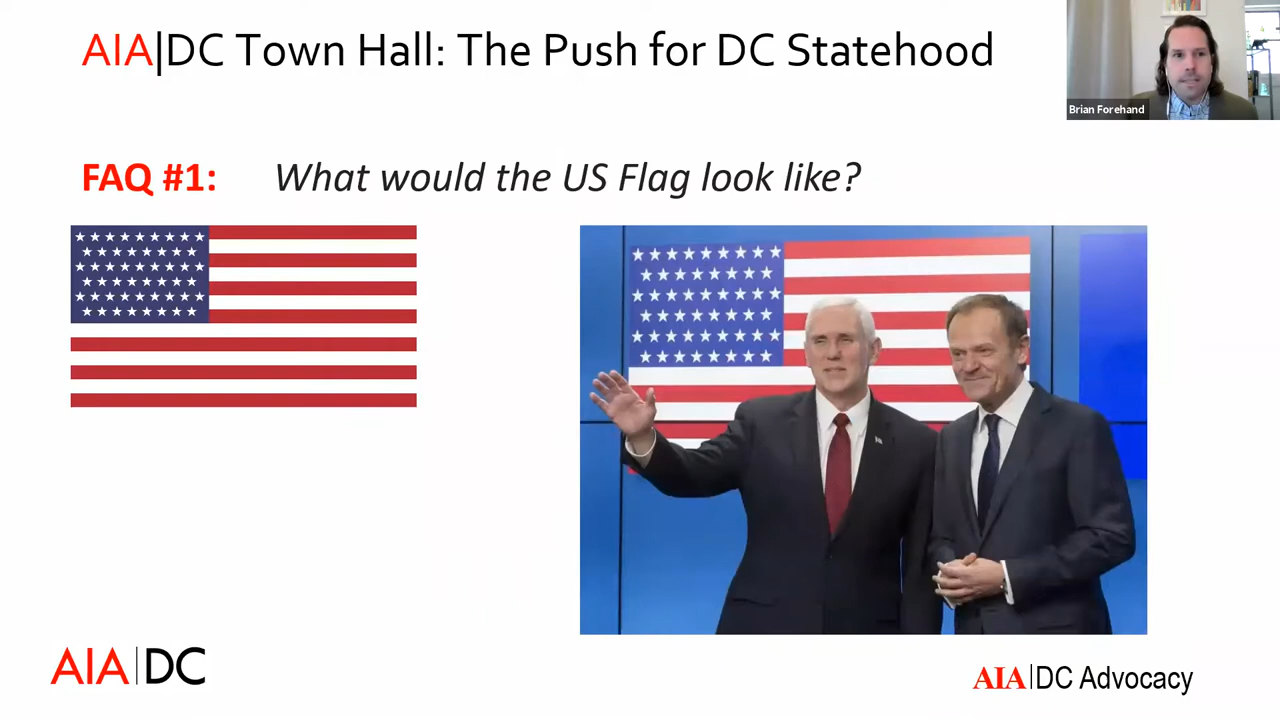 AIA|DC Town Hall: The Push for DC Statehood
Brian Forehand
FAQ #1: What would the US Flag look like?
AIA|DC
AIA|DC Advocacy